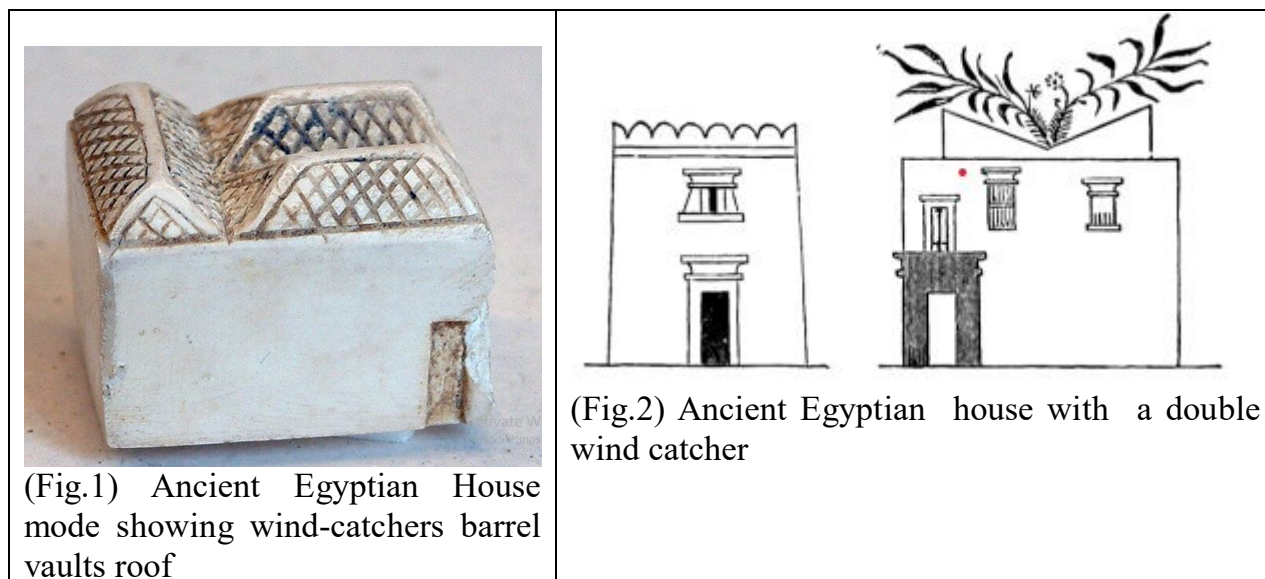 (Fig.1) Ancient Egyptian House
mode showing wind-catchers barrel
vaults roof
(Fig.2) Ancient Egyptian house with a double
wind catcher